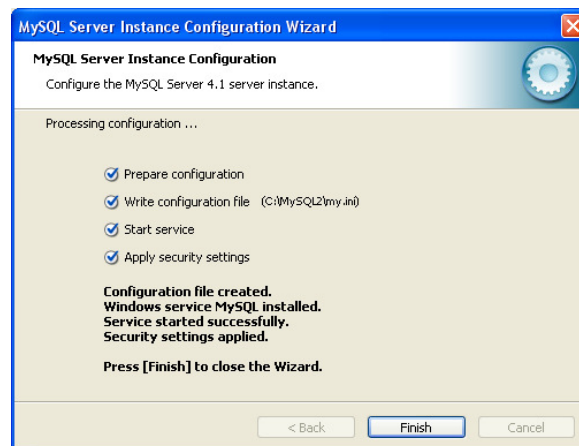 MySQL Server Instance Configuration Wizard
MySQL Server Instance Configuration
Configure the MySQL Server 4.1 server instance.
Processing configuration ...
Prepare configuration
Write configuration file (C:\MySQL2\my.ini)
Start service
Apply security settings
Configuration file created.
Windows service MySQL installed.
Service started successfully.
Security settings applied.
Press [Finish] to close the Wizard.
< Back Finish Cancel